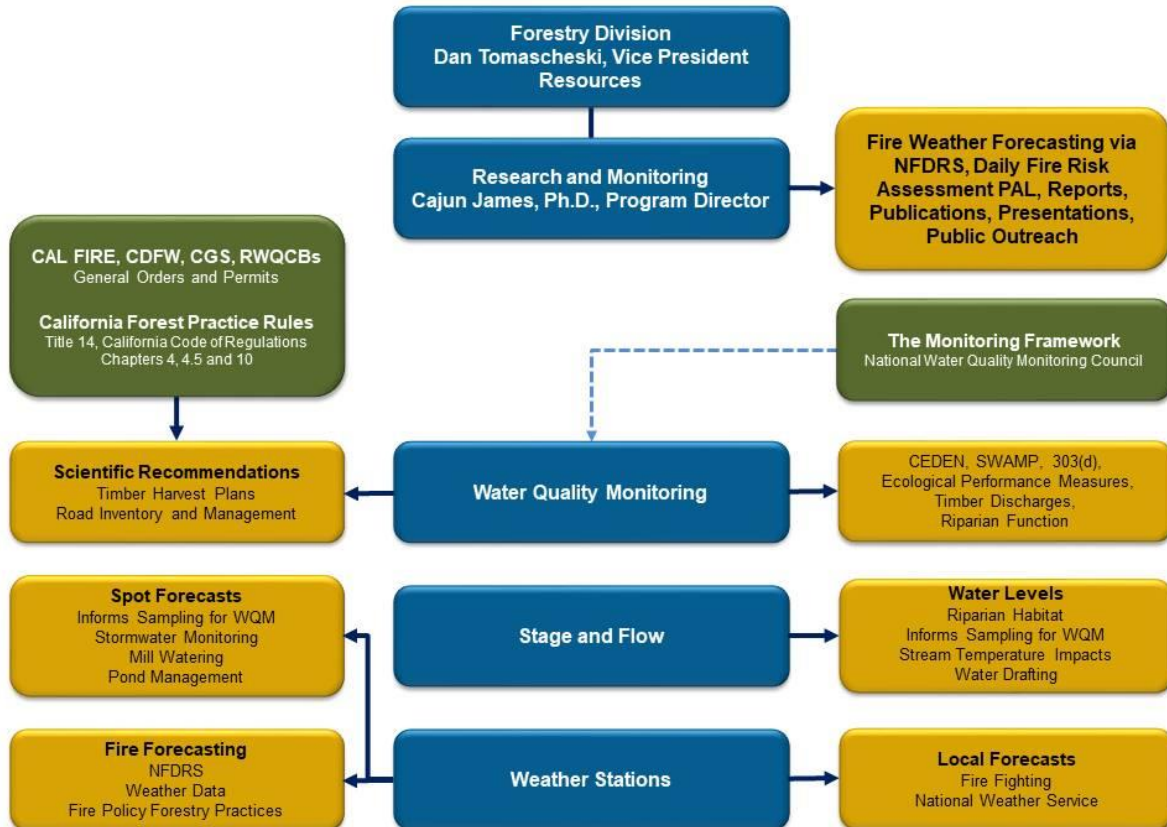 Forestry Division
Dan Tomascheski, Vice President
Resources
Research and Monitoring
Cajun James, Ph.D., Program Director
Fire Weather Forecasting via
NFDRS, Daily Fire Risk
Assessment PAL, Reports,
Publications, Presentations,
Public Outreach
CAL FIRE, CDFW, CGS, RWQCBs
General Orders and Permits
California Forest Practice Rules
Title 14, California Code of Regulations
Chapters 4, 4.5 and 10
The Monitoring Framework
National Water Quality Monitoring Council
Scientific Recommendations
Timber Harvest Plans
Road Inventory and Management
Water Quality Monitoring
CEDEN, SWAMP, 303(d),
Ecological Performance Measures,
Timber Discharges,
Riparian Function
Spot Forecasts
Informs Sampling for WQM
Stormwater Monitoring
Mill Watering
Pond Management
Stage and Flow
Water Levels
Riparian Habitat
Informs Sampling for WQM
Stream Temperature Impacts
Water Drafting
Fire Forecasting
NFDRS
Weather Data
Fire Policy Forestry Practices
Weather Stations
Local Forecasts
Fire Fighting
National Weather Service